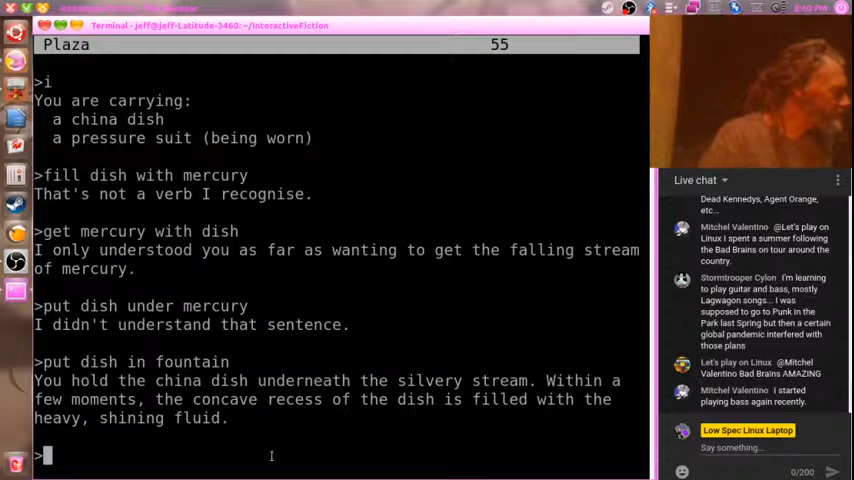 Terminal - jeff@jeff-Latitude-3460: ~/InteractiveFiction
8:40 PM
Plaza 55
>i
You are carrying:
a china dish
a pressure suit (being worn)
>fill dish with mercury
That's not a verb I recognise.
>get mercury with dish
I only understood you as far as wanting to get the falling stream
of mercury.
>put dish under mercury
I didn't understand that sentence.
>put dish in fountain
You hold the china dish underneath the silvery stream. Within a
few moments, the concave recess of the dish is filled with the
heavy, shining fluid.
>
Live chat
Dead Kennedys, Agent Orange,
etc...
Mitchel Valentino @Let's play on
Linux I spent a summer following
the Bad Brains on tour around the
country.
Stormtrooper Cylon I'm learning
to play guitar and bass, mostly
Lagwagon songs... I was
supposed to go to Punk in the
Park last Spring but then a certain
global pandemic interfered with
those plans
Let's play on Linux @Mitchel
Valentino Bad Brains AMAZING
Mitchel Valentino I started
playing bass again recently.
Low Spec Linux Laptop
Say something...
0/200